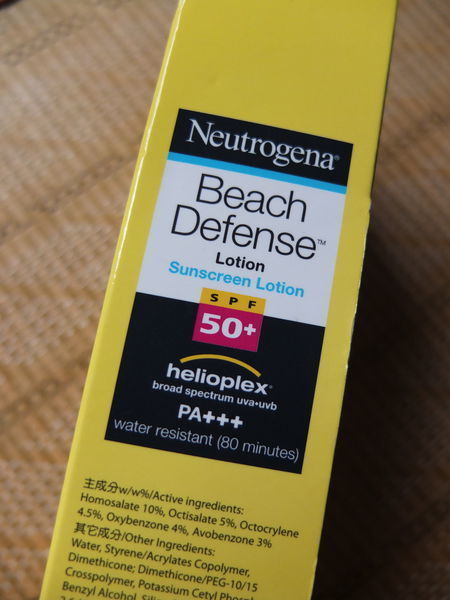 Neutrogena®
Beach
Defense™
Lotion
Sunscreen Lotion
SPF
50+
helioplex®
broad spectrum uva•uvb
PA+++
water resistant (80 minutes)
主成分w/w%/Active ingredients:
Homosalate 10%, Octisalate 5%, Octocrylene
4.5%, Oxybenzone 4%, Avobenzone 3%
其它成分/Other Ingredients:
Water, Styrene/Acrylates Copolymer,
Dimethicone; Dimethicone/PEG-10/15
Crosspolymer, Potassium Cetyl
Benzyl Alcohol,